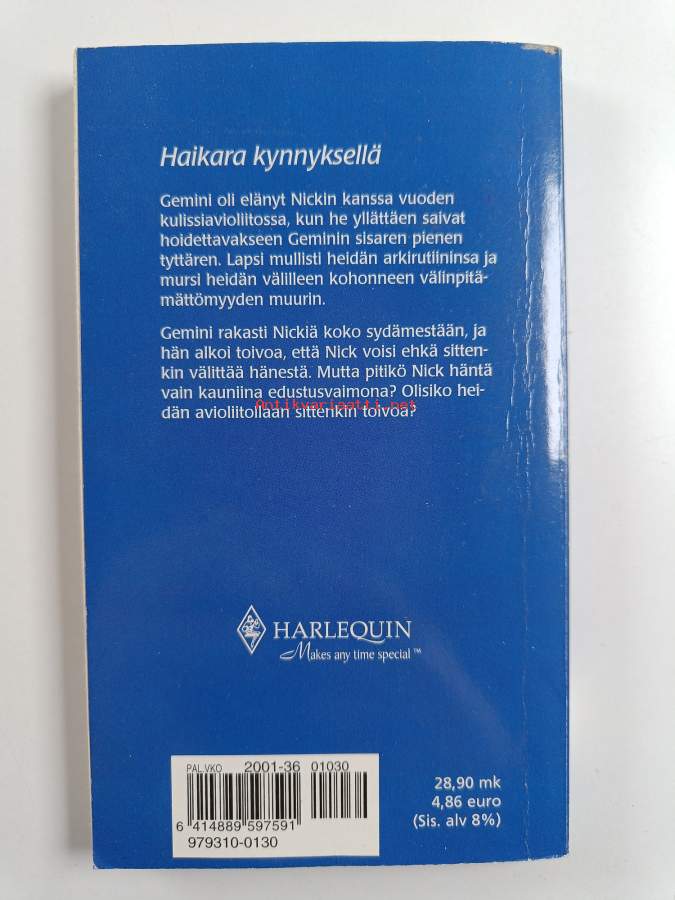 Haikara kynnyksellä
Gemini oli elänyt Nickin kanssa vuoden
kulissiavioliitossa, kun he yllättäen saivat
hoidettavakseen Geminin sisaren pienen
tyttären. Lapsi mullisti heidän arkirutiininsa ja
mursi heidän välilleen kohonneen välinpitä-
mättömyyden muurin.
Gemini rakasti Nickiä koko sydämestään, ja
hän alkoi toivoa, että Nick voisi ehkä sitten-
kin välittää hänestä. Mutta pitikö Nick häntä
vain kauniina edustusvaimona? Olisiko hei-
Antikvariaatti.net
dän avioliitollaan sittenkin toivoa?
HARLEQUIN
Makes any time special™
PAL.VKO 2001-36 01030
6 414889 597591
979310-0130
28,90 mk
4,86 euro
(Sis. alv 8%)